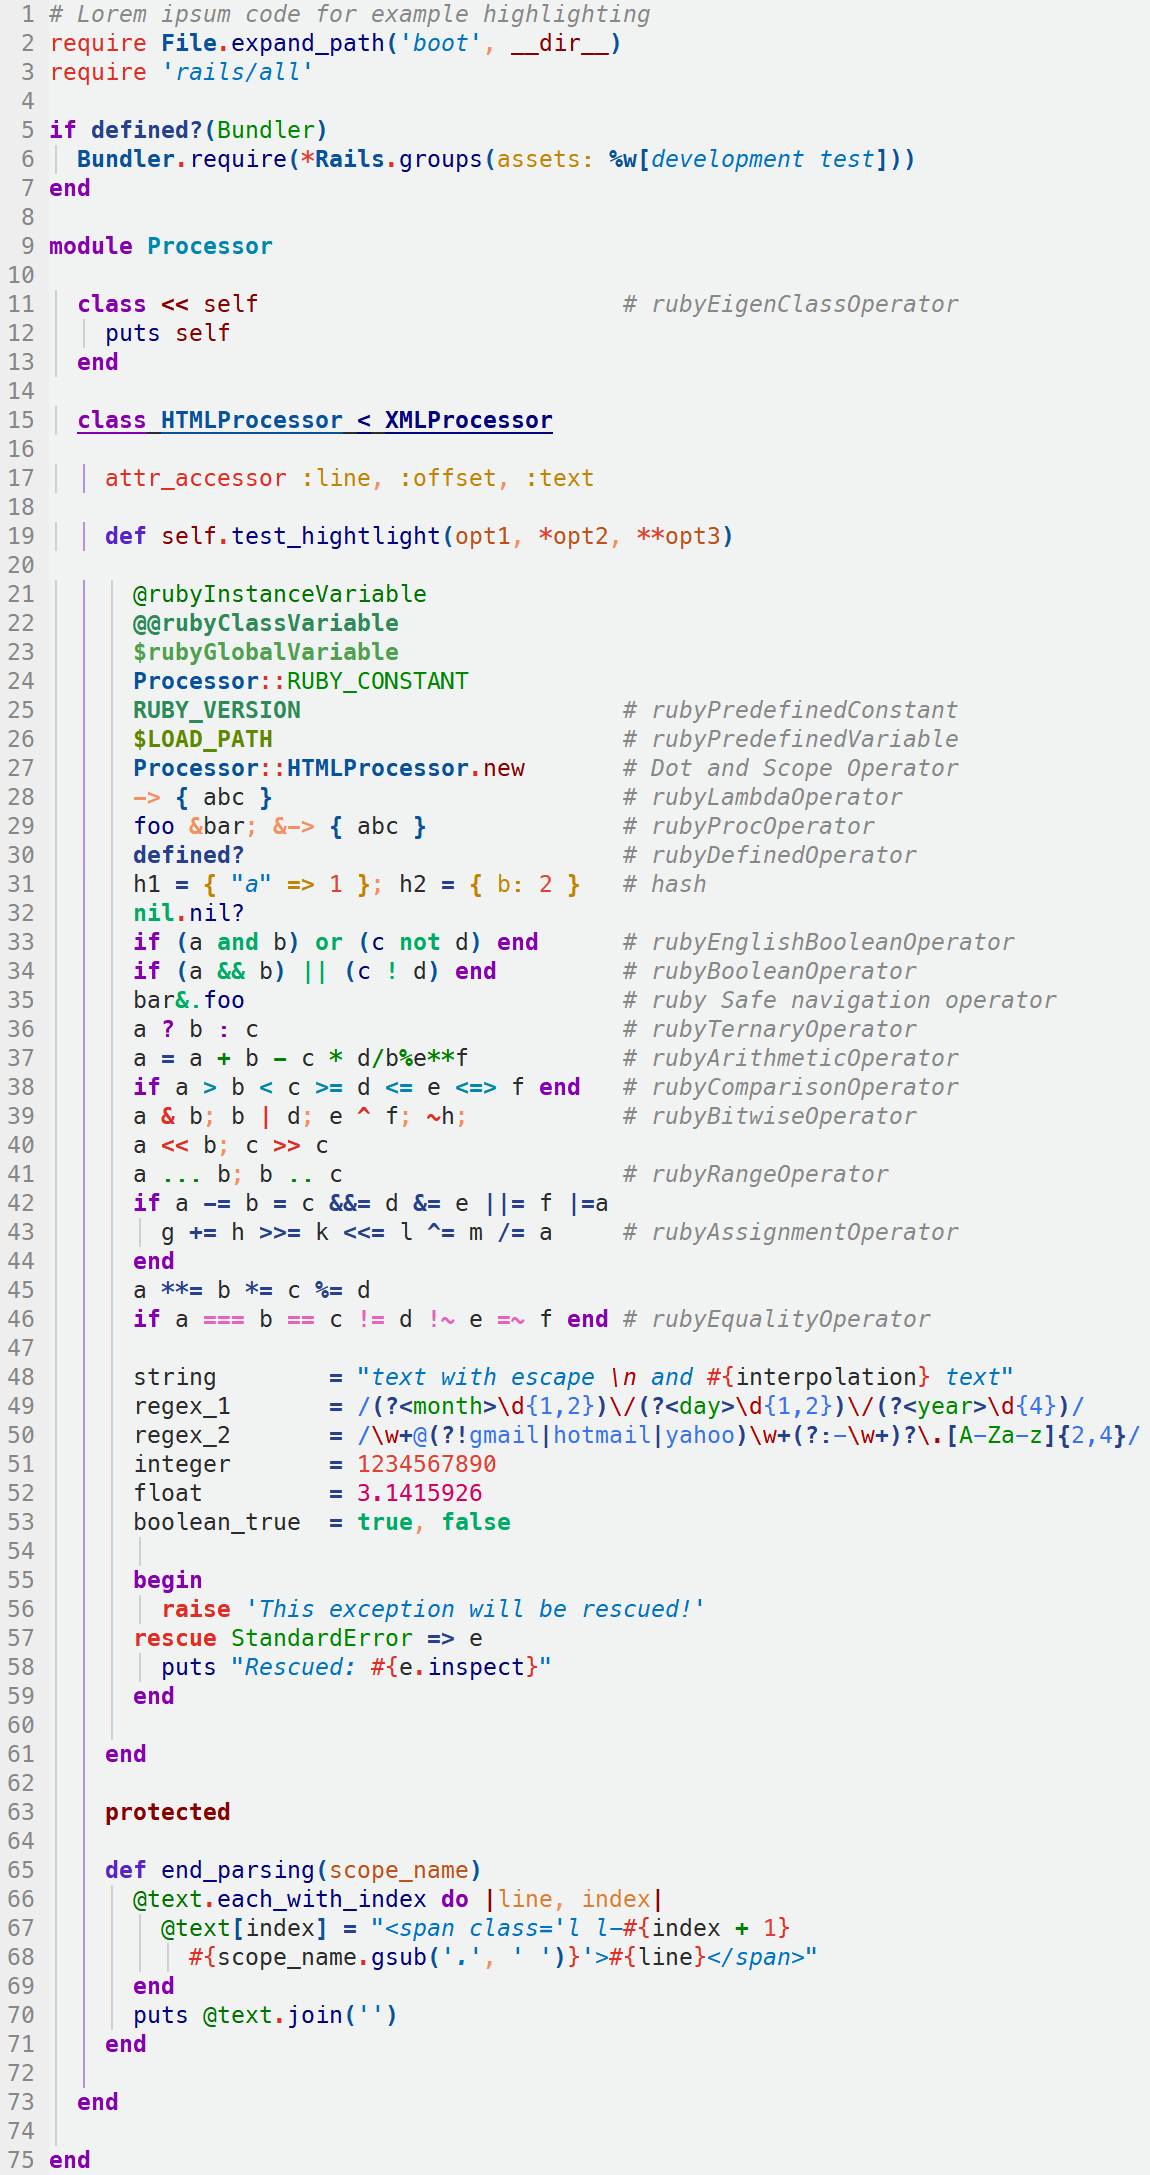 1 # Lorem ipsum code for example highlighting
2 require File.expand_path('boot', __dir__)
3 require 'rails/all'
4
5 if defined?(Bundler)
6   Bundler.require(*Rails.groups(assets: %w[development test]))
7 end
8
9 module Processor
10
11   class << self                          # rubyEigenClassOperator
12     puts self
13   end
14
15   class HTMLProcessor < XMLProcessor
16
17     attr_accessor :line, :offset, :text
18
19     def self.test_hightlight(opt1, *opt2, **opt3)
20
21       @rubyInstanceVariable
22       @@rubyClassVariable
23       $rubyGlobalVariable
24       Processor::RUBY_CONSTANT
25       RUBY_VERSION                       # rubyPredefinedConstant
26       $LOAD_PATH                         # rubyPredefinedVariable
27       Processor::HTMLProcessor.new       # Dot and Scope Operator
28       -> { abc }                         # rubyLambdaOperator
29       foo &bar; &-> { abc }              # rubyProcOperator
30       defined?                           # rubyDefinedOperator
31       h1 = { "a" => 1 }; h2 = { b: 2 }   # hash
32       nil.nil?
33       if (a and b) or (c not d) end      # rubyEnglishBooleanOperator
34       if (a && b) || (c ! d) end         # rubyBooleanOperator
35       bar&.foo                           # ruby Safe navigation operator
36       a ? b : c                          # rubyTernaryOperator
37       a = a + b - c * d/b%e**f           # rubyArithmeticOperator
38       if a > b < c >= d <= e <=> f end   # rubyComparisonOperator
39       a & b; b | d; e ^ f; ~h;           # rubyBitwiseOperator
40       a << b; c >> c
41       a ... b; b .. c                    # rubyRangeOperator
42       if a -= b = c &&= d &= e ||= f |=a
43         g += h >>= k <<= l ^= m /= a     # rubyAssignmentOperator
44       end
45       a **= b *= c %= d
46       if a === b == c != d !~ e =~ f end # rubyEqualityOperator
47
48       string        = "text with escape \n and #{interpolation} text"
49       regex_1       = /(?<month>\d{1,2})\/(?<day>\d{1,2})\/(?<year>\d{4})/
50       regex_2       = /\w+@(?!gmail|hotmail|yahoo)\w+(?:-\w+)?\.[A-Za-z]{2,4}/
51       integer       = 1234567890
52       float         = 3.1415926
53       boolean_true  = true, false
54
55       begin
56         raise 'This exception will be rescued!'
57       rescue StandardError => e
58         puts "Rescued: #{e.inspect}"
59       end
60
61     end
62
63     protected
64
65     def end_parsing(scope_name)
66       @text.each_with_index do |line, index|
67         @text[index] = "<span class='l l-#{index + 1}
68           #{scope_name.gsub('.', ' ')}'>#{line}</span>"
69       end
70       puts @text.join('')
71     end
72
73   end
74
75 end